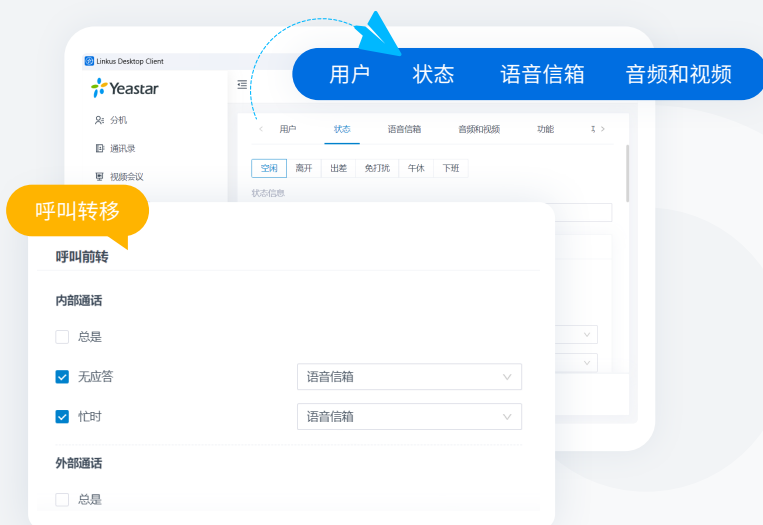 Linkus Desktop Client
用户 状态 语音信箱 音频和视频
Yeastar
分机
用户 状态 语音信箱 音频和视频 功能
通讯录
空闲 离开 出差 免打扰 午休 下班
视频会议
状态信息
呼叫转移
呼叫前转
内部通话
总是
无应答 语音信箱
忙时 语音信箱
外部通话
总是